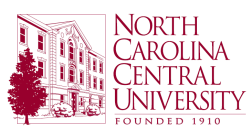 NORTH
CAROLINA
CENTRAL
UNIVERSITY
FOUNDED 1910